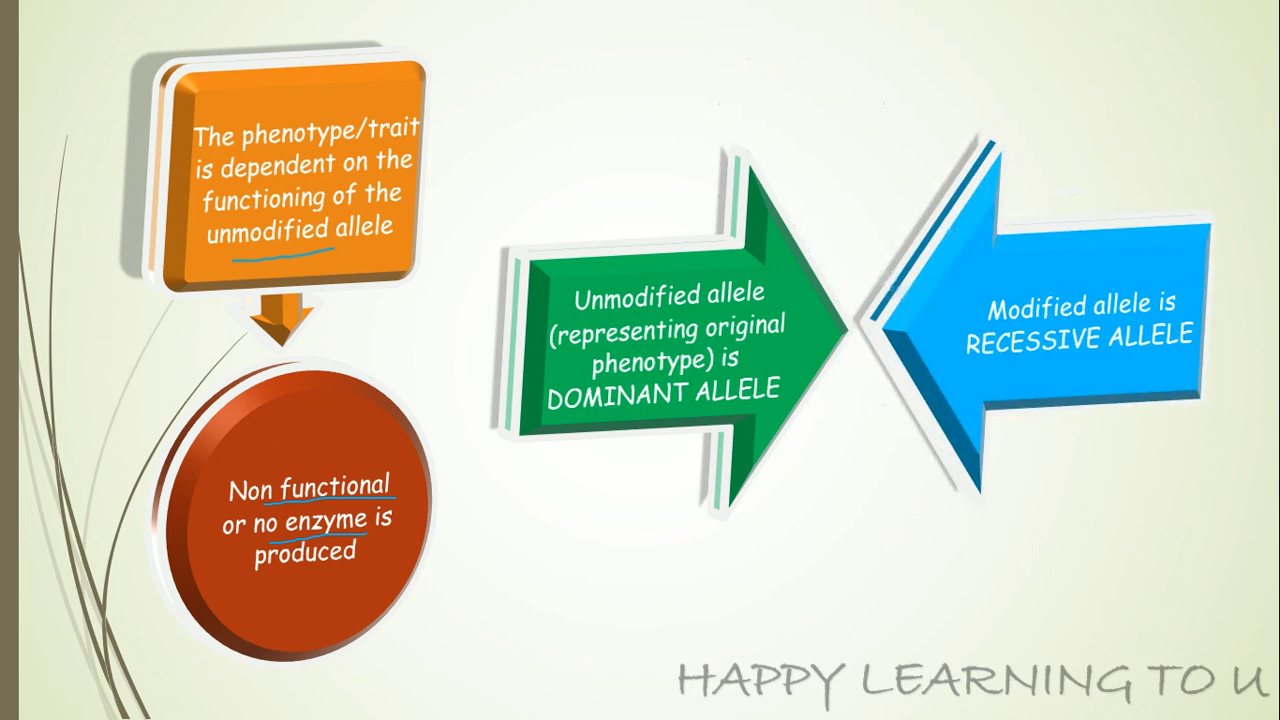 The phenotype/trait
is dependent on the
functioning of the
unmodified allele
Non functional
or no enzyme is
produced
Unmodified allele
(representing original
phenotype) is
DOMINANT ALLELE
Modified allele is
RECESSIVE ALLELE
HAPPY LEARNING TO U